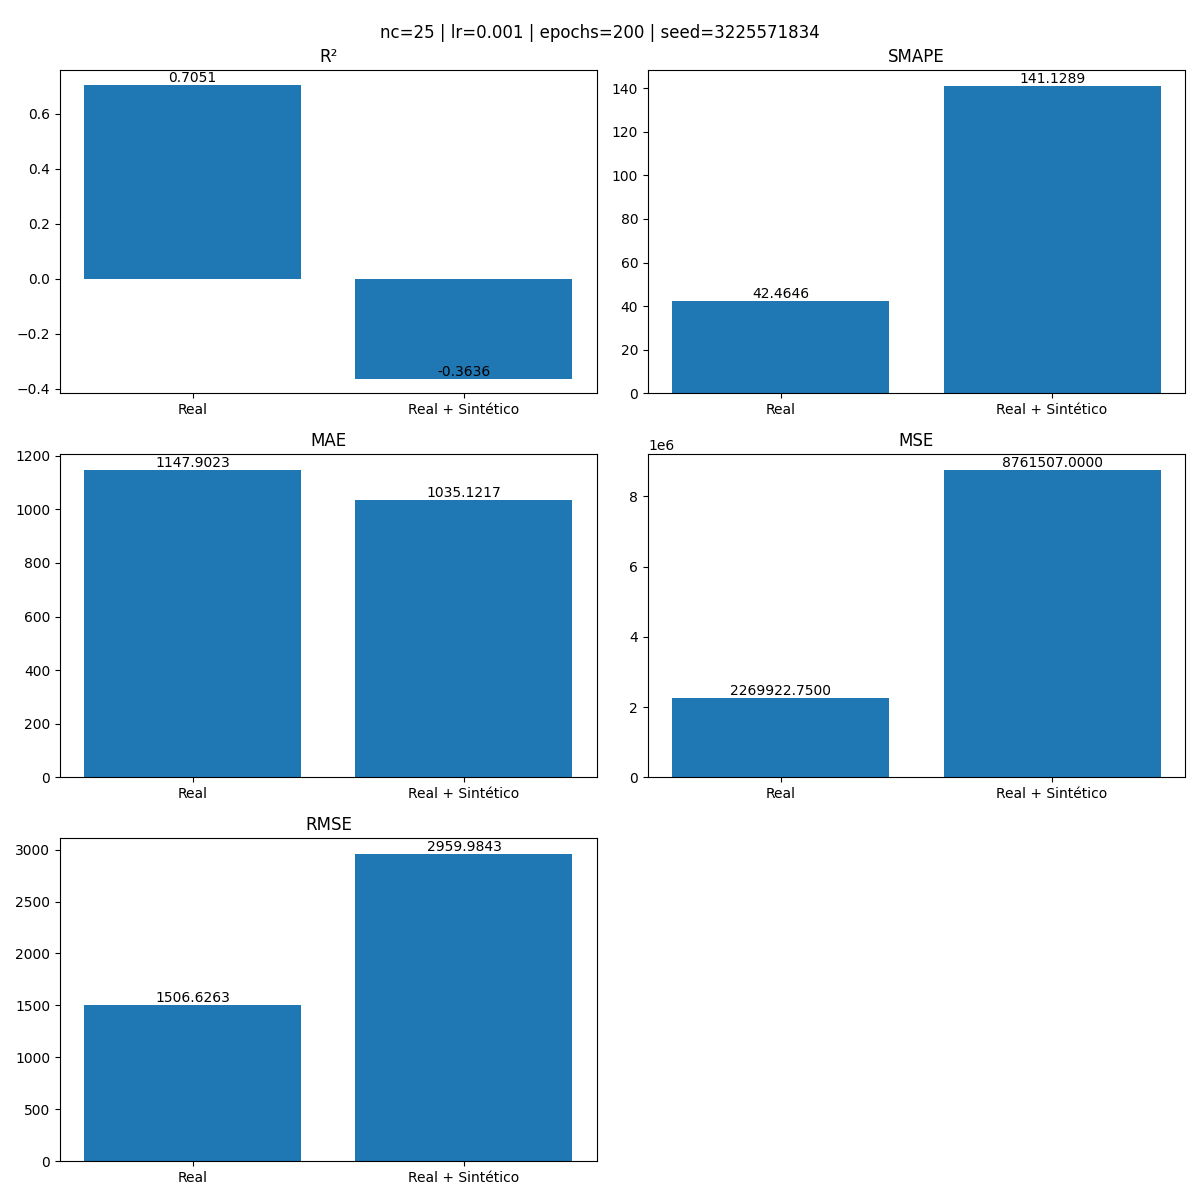 nc=25 | lr=0.001 | epochs=200 | seed=3225571834
R²
0.7051
0.6
0.4
0.2
0.0
−0.2
−0.4
-0.3636
Real
Real + Sintético
SMAPE
141.1289
140
120
100
80
60
40
20
0
42.4646
Real
Real + Sintético
MAE
1200
1000
800
600
400
200
0
1147.9023
1035.1217
Real
Real + Sintético
MSE
1e6
8
6
4
2
0
2269922.7500
8761507.0000
Real
Real + Sintético
RMSE
3000
2500
2000
1500
1000
500
0
1506.6263
2959.9843
Real
Real + Sintético